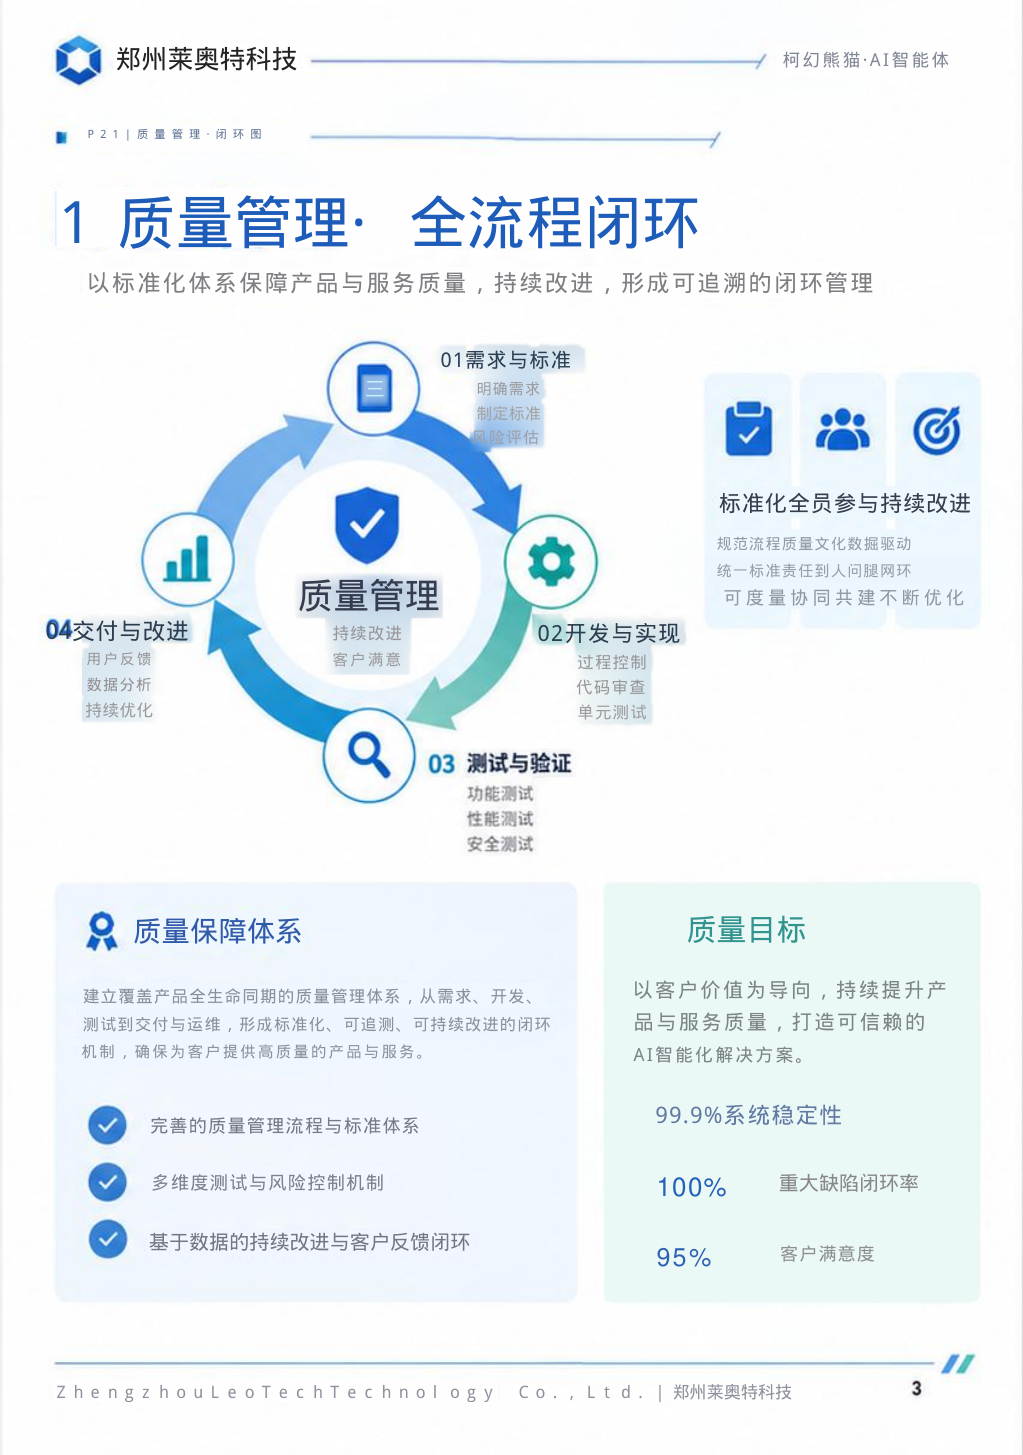 郑州莱奥特科技
柯幻熊猫·AI智能体
P21|质量管理·闭环图
1 质量管理· 全流程闭环
以标准化体系保障产品与服务质量，持续改进，形成可追溯的闭环管理
01需求与标准
明确需求
制定标准
风险评估
标准化全员参与持续改进
规范流程质量文化数据驱动
统一标准责任到人问腿网环
可度量协同共建不断优化
质量管理
持续改进
客户满意
04交付与改进
用户反馈
数据分析
持续优化
02开发与实现
过程控制
代码审查
单元测试
03 测试与验证
功能测试
性能测试
安全测试
质量保障体系
建立覆盖产品全生命同期的质量管理体系，从需求、开发、
测试到交付与运维，形成标准化、可追测、可持续改进的闭环
机制，确保为客户提供高质量的产品与服务。
完善的质量管理流程与标准体系
多维度测试与风险控制机制
基于数据的持续改进与客户反馈闭环
质量目标
以客户价值为导向，持续提升产
品与服务质量，打造可信赖的
AI智能化解决方案。
99.9%系统稳定性
100% 重大缺陷闭环率
95% 客户满意度
ZhengzhouLeoTechTechnology Co.,Ltd.|郑州莱奥特科技
3